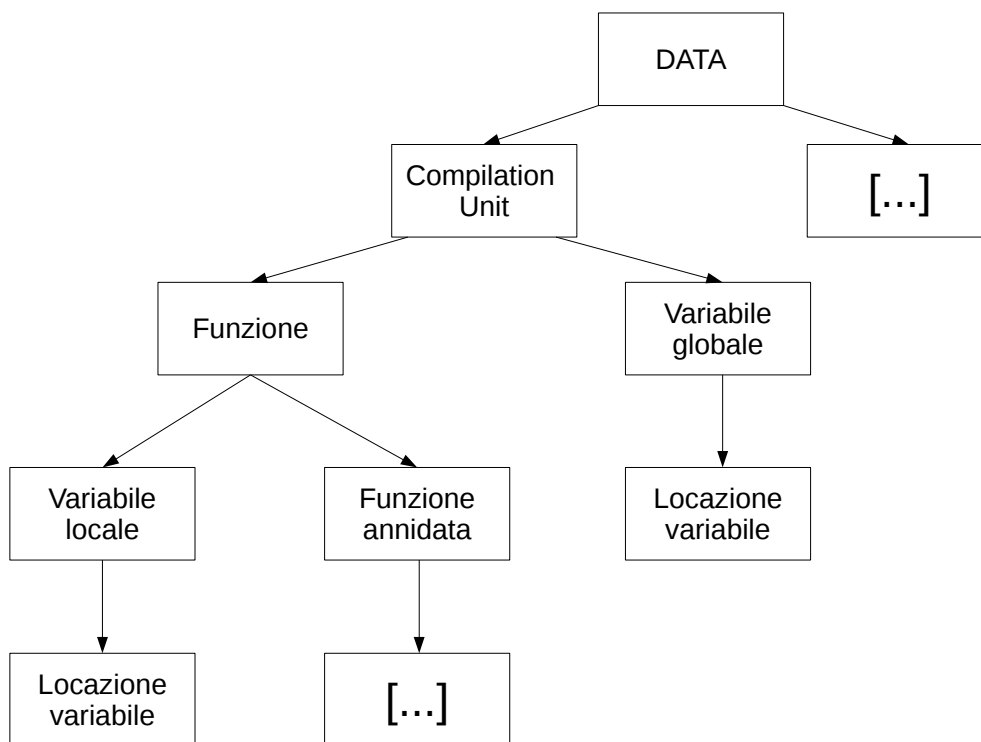 DATA
Compilation
Unit
[...]
Funzione
Variabile
globale
Variabile
locale
Funzione
annidata
Locazione
variabile
Locazione
variabile
[...]